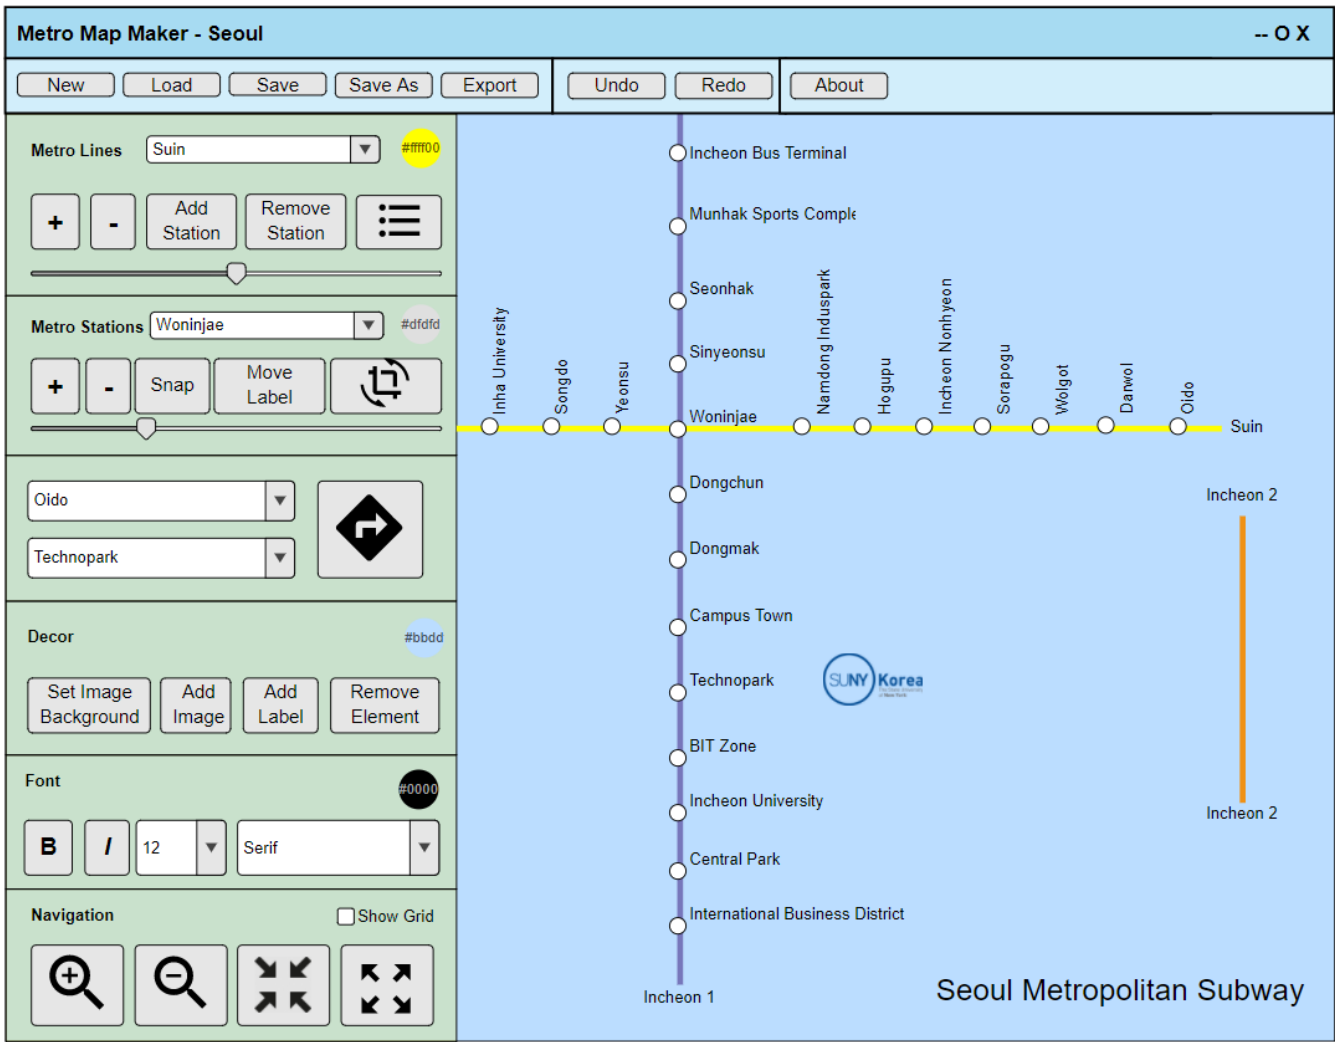 Metro Map Maker - Seoul
-- O X
New
Load
Save
Save As
Export
Undo
Redo
About
Metro Lines
Suin
#ffff00
+
-
Add
Station
Remove
Station
Metro Stations
Woninjae
#dfdfd
+
-
Snap
Move
Label
Oido
Technopark
Decor
#bbdd
Set Image
Background
Add
Image
Add
Label
Remove
Element
Font
#0000
B
I
12
Serif
Navigation
Show Grid
Incheon Bus Terminal
Munhak Sports Comple
Seonhak
Sinyeonsu
Woninjae
Inha University
Songdo
Yeonsu
Namdong Induspark
Hogupu
Incheon Nonhyeon
Sorapogu
Wolgot
Darwol
Oido
Suin
Dongchun
Dongmak
Campus Town
Technopark
SUNY Korea
BIT Zone
Incheon University
Central Park
International Business District
Incheon 1
Incheon 2
Incheon 2
Seoul Metropolitan Subway